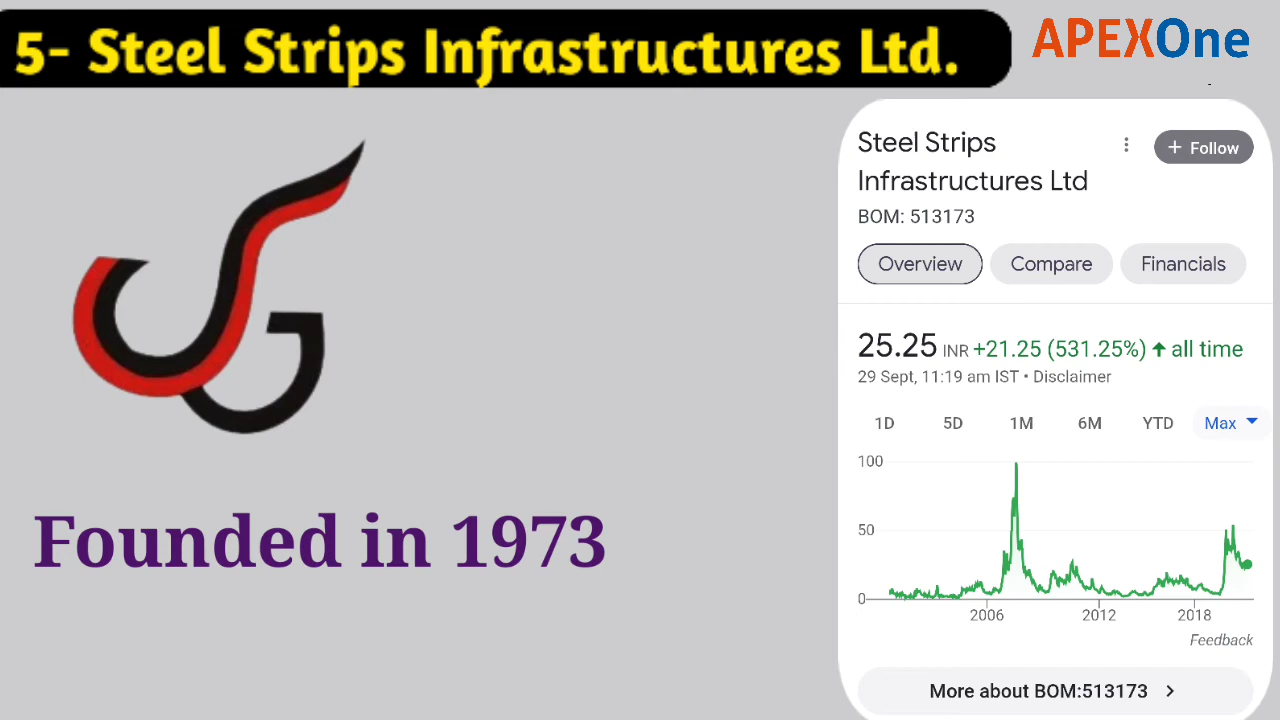 5- Steel Strips Infrastructures Ltd.
APEXOne
Steel Strips
Infrastructures Ltd
+ Follow
BOM: 513173
Overview Compare Financials
25.25 INR +21.25 (531.25%) ↑ all time
29 Sept, 11:19 am IST • Disclaimer
1D 5D 1M 6M YTD Max
100
50
0
2006 2012 2018
Feedback
More about BOM:513173 >
Founded in 1973